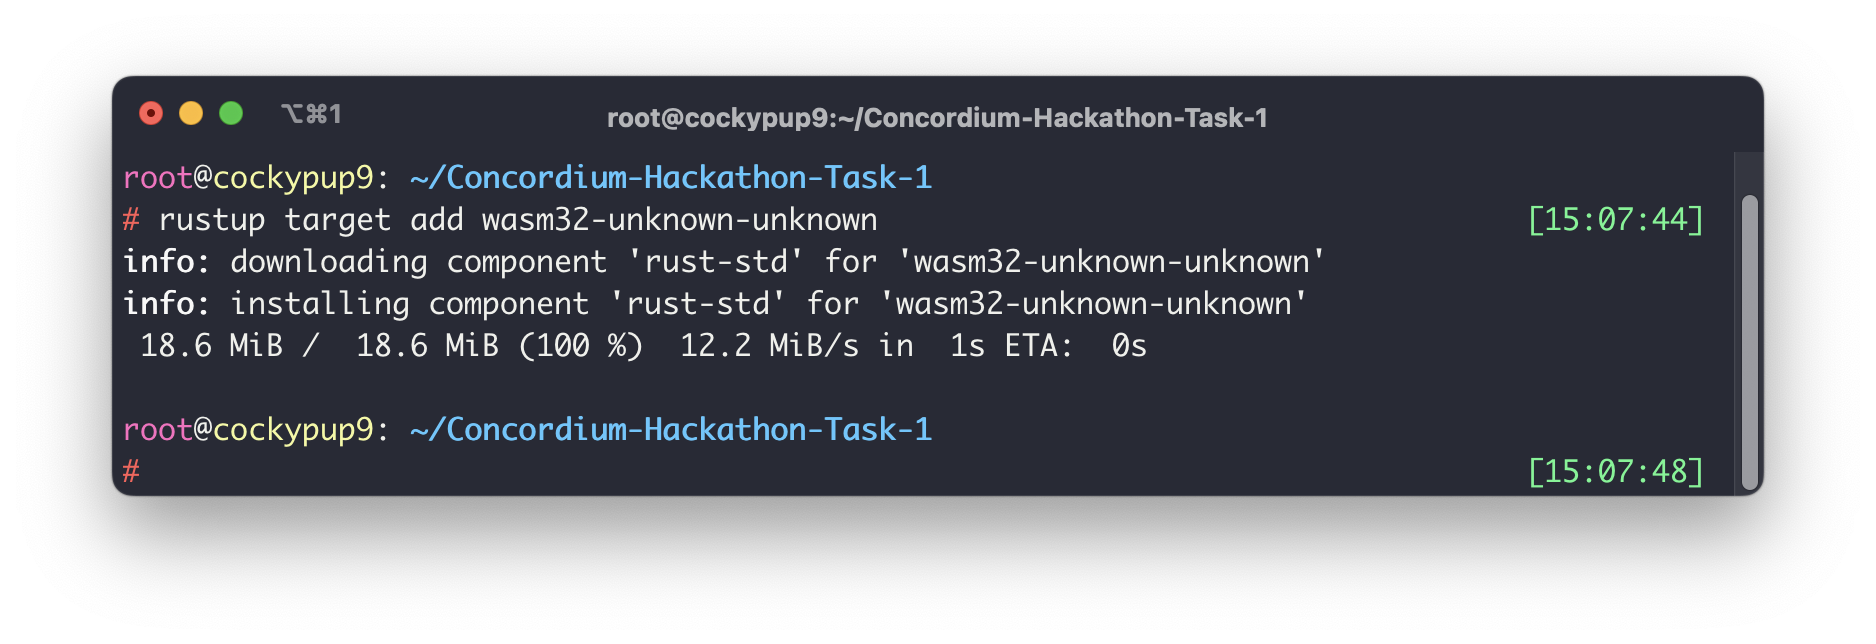 ⌥⌘1
root@cockypup9:~/Concordium-Hackathon-Task-1
root@cockypup9: ~/Concordium-Hackathon-Task-1
# rustup target add wasm32-unknown-unknown [15:07:44]
info: downloading component 'rust-std' for 'wasm32-unknown-unknown'
info: installing component 'rust-std' for 'wasm32-unknown-unknown'
18.6 MiB /  18.6 MiB (100 %)  12.2 MiB/s in  1s ETA:  0s
root@cockypup9: ~/Concordium-Hackathon-Task-1
# [15:07:48]